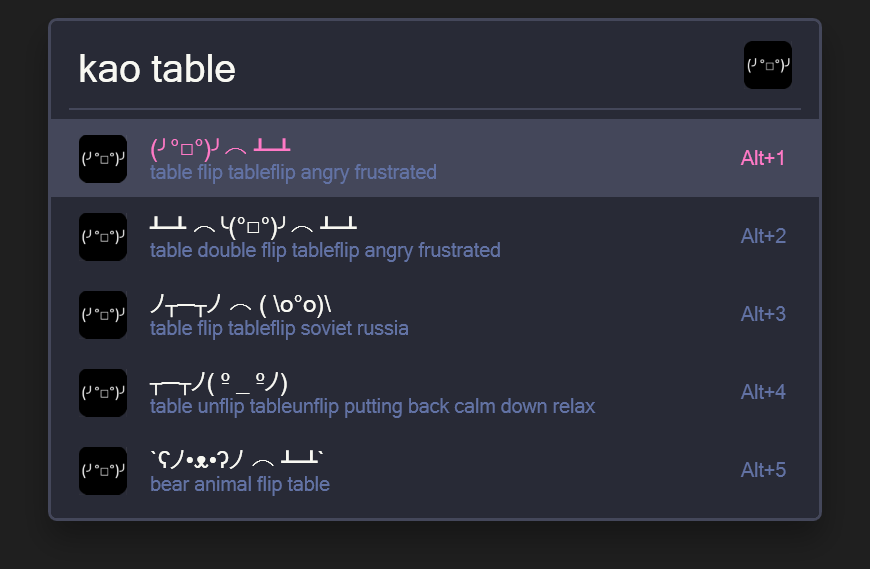 kao table
(╯°□°)╯
(╯°□°)╯︵ ┻━┻
table flip tableflip angry frustrated
Alt+1
(╯°□°)╯
┻━┻ ︵╰(°□°)╯︵ ┻━┻
table double flip tableflip angry frustrated
Alt+2
(╯°□°)╯
ノ┬─┬ノ ︵ ( \o°o)\
table flip tableflip soviet russia
Alt+3
(╯°□°)╯
┬─┬ノ( º _ ºノ)
table unflip tableunflip putting back calm down relax
Alt+4
(╯°□°)╯
`ʕノ•ᴥ•ʔノ ︵ ┻━┻`
bear animal flip table
Alt+5
(╯°□°)╯